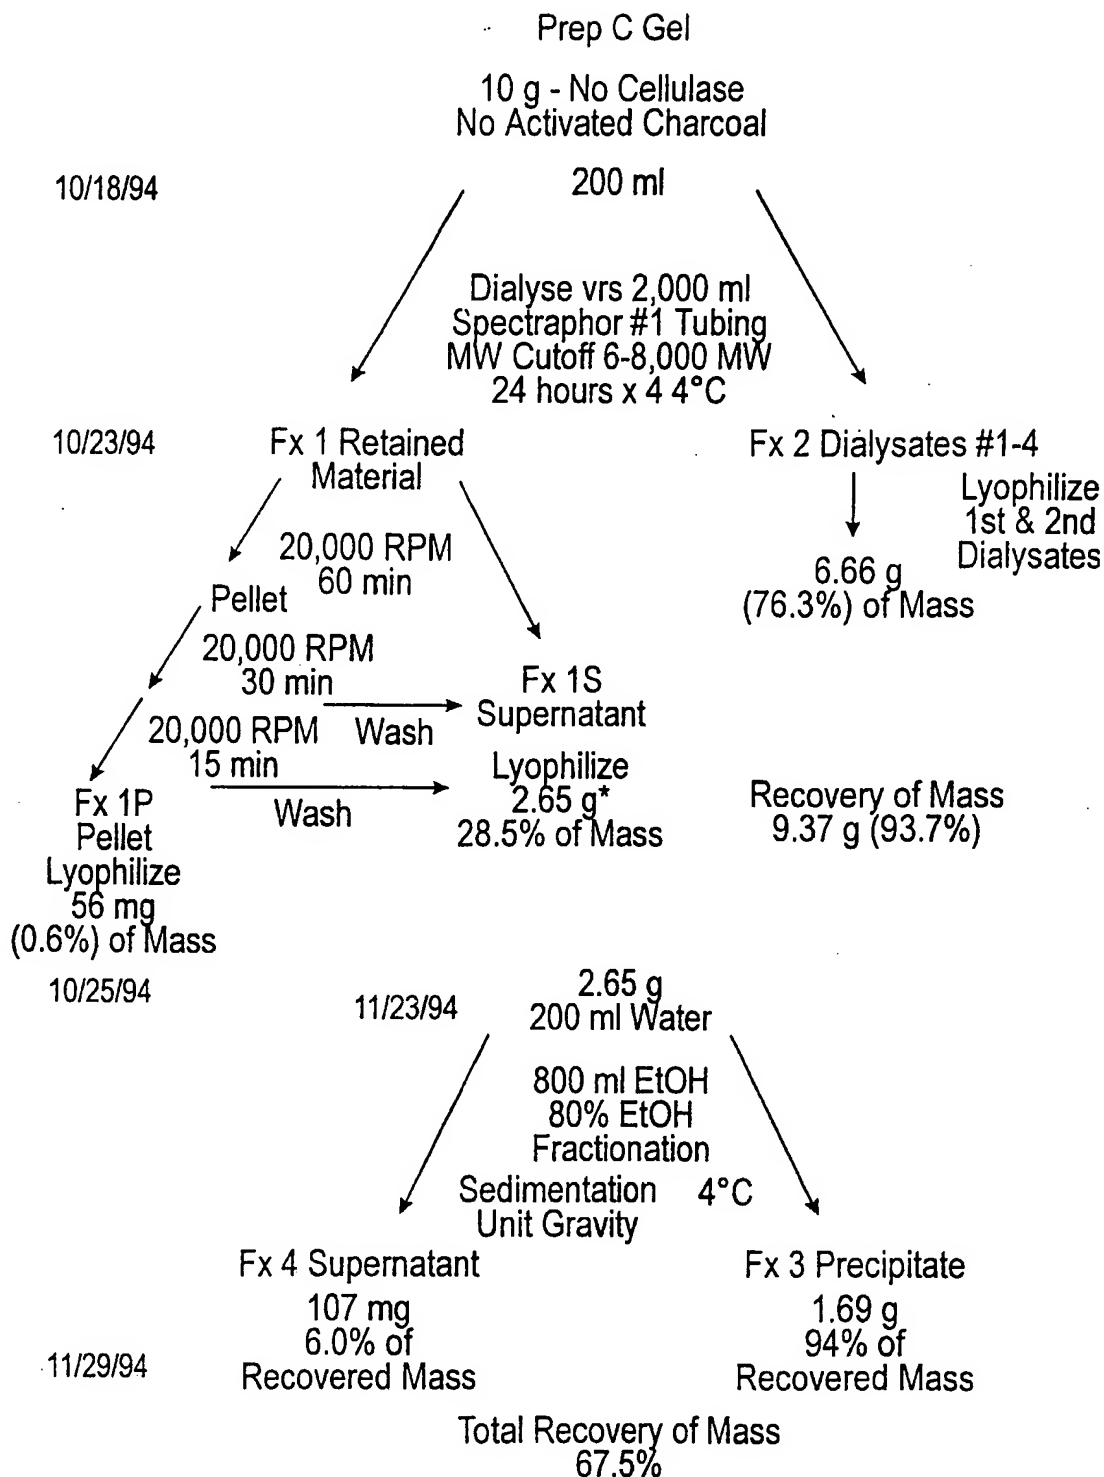 Prep C Gel
10 g - No Cellulase
No Activated Charcoal
10/18/94
200 ml
Dialyse vrs 2,000 ml
Spectraphor #1 Tubing
MW Cutoff 6-8,000 MW
24 hours x 4 4°C
10/23/94
Fx 1 Retained
Material
Fx 2 Dialysates #1-4
Lyophilize
1st & 2nd
Dialysates
6.66 g
(76.3%) of Mass
20,000 RPM
60 min
Pellet
20,000 RPM
30 min
Wash
Fx 1S
Supernatant
20,000 RPM
15 min
Wash
Lyophilize
2.65 g*
28.5% of Mass
Recovery of Mass
9.37 g (93.7%)
Fx 1P
Pellet
Lyophilize
56 mg
(0.6%) of Mass
10/25/94
11/23/94
2.65 g
200 ml Water
800 ml EtOH
80% EtOH
Fractionation
Sedimentation 4°C
Unit Gravity
Fx 4 Supernatant
107 mg
6.0% of
Recovered Mass
Fx 3 Precipitate
1.69 g
94% of
Recovered Mass
11/29/94
Total Recovery of Mass
67.5%